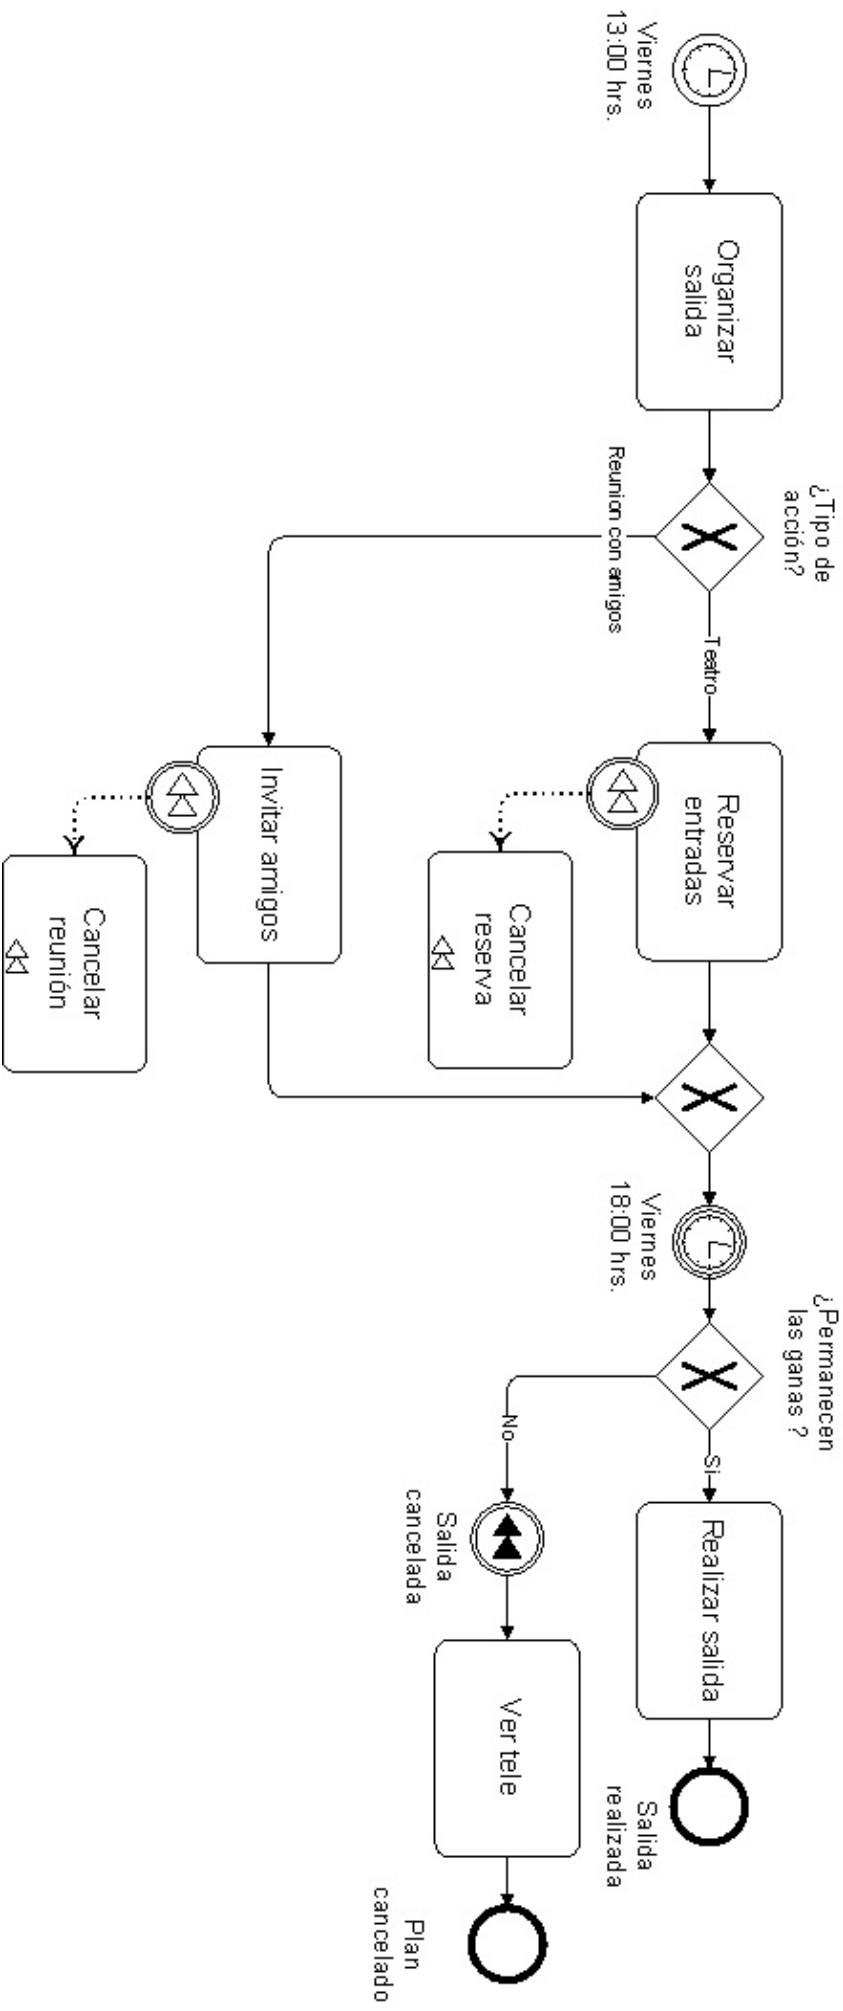 Viernes
13:00 hrs.
Organizar
salida
¿Tipo de
acción?
Reunion con amigos
Teatro
Reservar
entradas
Cancelar
reserva
Invitar amigos
Cancelar
reunión
Viernes
18:00 hrs.
¿Permanecen
las ganas ?
Si
Realizar salida
Salida
realizada
No
Salida
cancelada
Ver tele
Plan
cancelado